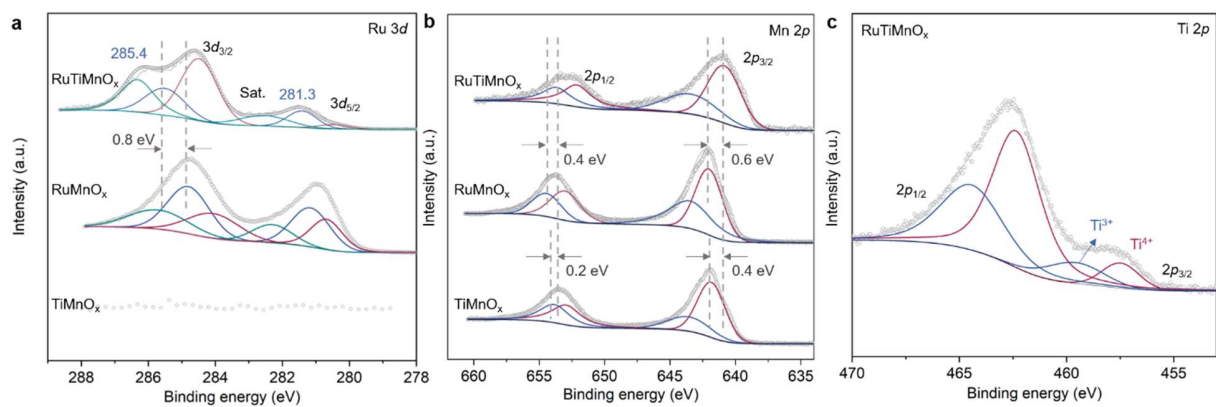 a
Ru 3d
285.4
3d3/2
RuTiMnOx
Sat.
281.3
3d5/2
0.8 eV
RuMnOx
TiMnOx
Intensity (a.u.)
288 286 284 282 280 278
Binding energy (eV)
b
Mn 2p
RuTiMnOx
2p1/2
2p3/2
0.4 eV
0.6 eV
RuMnOx
0.2 eV
0.4 eV
TiMnOx
Intensity (a.u.)
660 655 650 645 640 635
Binding energy (eV)
c
RuTiMnOx
Ti 2p
2p1/2
Ti3+
Ti4+
2p3/2
Intensity (a.u.)
470 465 460 455
Binding energy (eV)